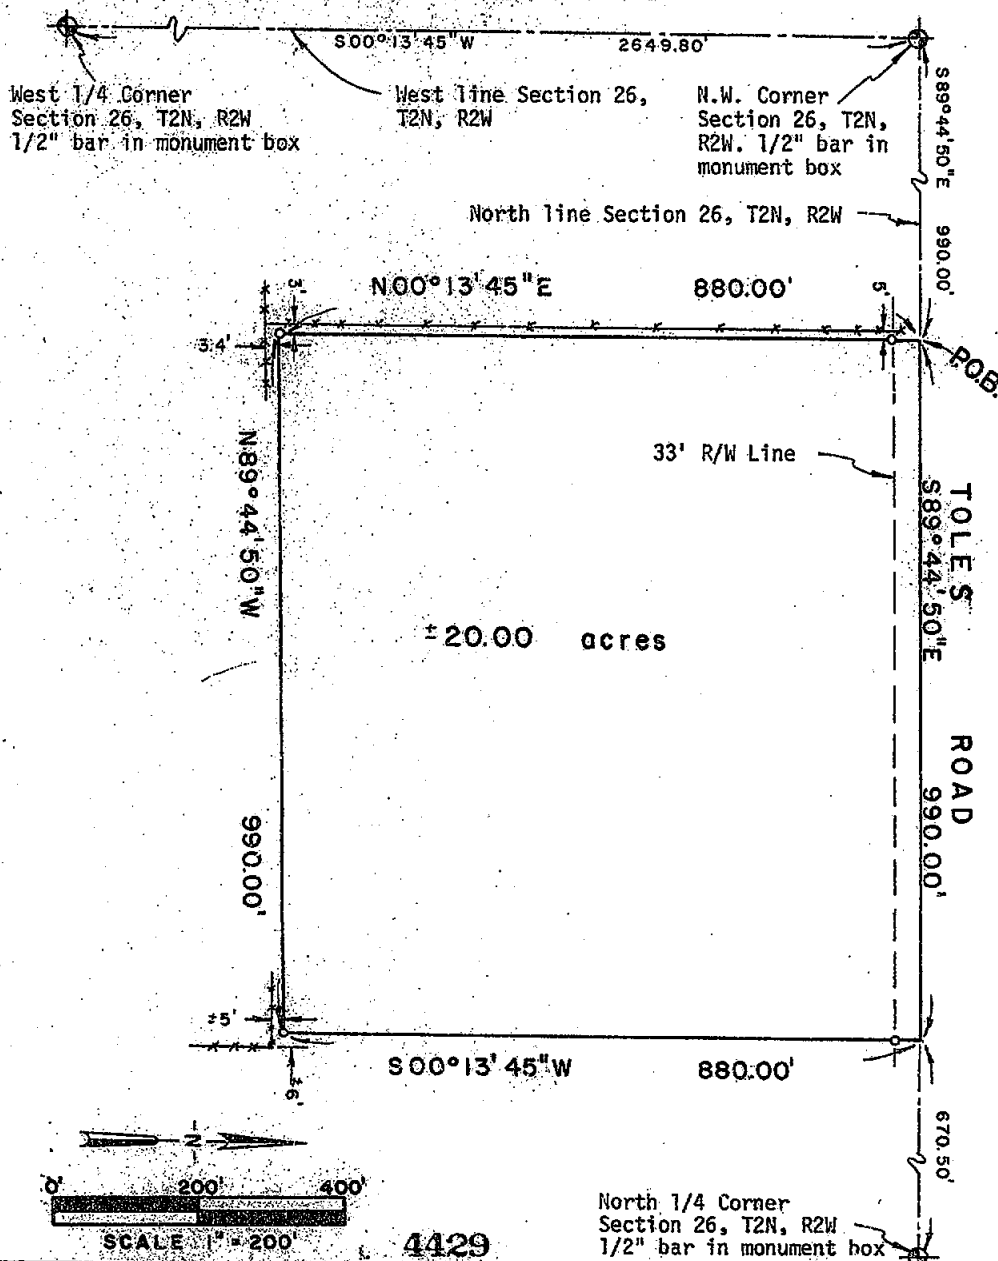 S00°13'45"W
2649.80'
West 1/4 Corner
Section 26, T2N, R2W
1/2" bar in monument box
West line Section 26,
T2N, R2W
N.W. Corner
Section 26, T2N,
R2W. 1/2" bar in
monument box
S89°44'50"E
990.00'
North line Section 26, T2N, R2W
N00°13'45"E
880.00'
3'
5'
3.4'
P.O.B.
33' R/W Line
N89°44'50"W
990.00'
TOLES ROAD
S89°44'50"E
990.00'
±20.00 acres
±5'
±6'
S00°13'45"W
880.00'
670.50'
N
0' 200' 400'
SCALE 1" = 200'
4429
North 1/4 Corner
Section 26, T2N, R2W
1/2" bar in monument box